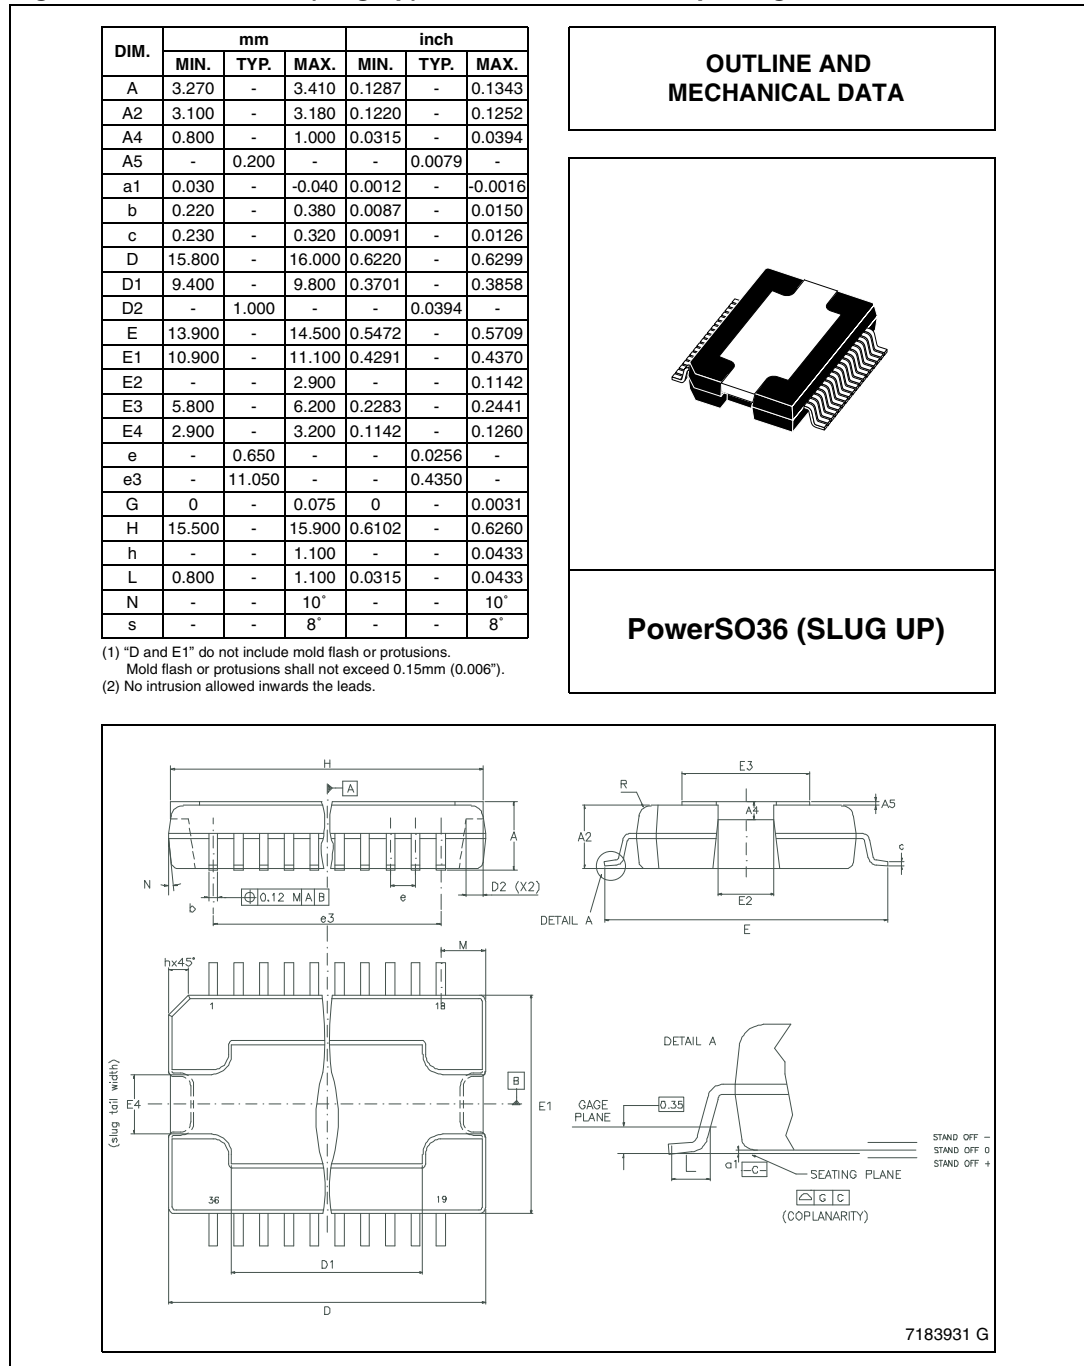 DIM. mm inch
MIN. TYP. MAX. MIN. TYP. MAX.
A 3.270 - 3.410 0.1287 - 0.1343
A2 3.100 - 3.180 0.1220 - 0.1252
A4 0.800 - 1.000 0.0315 - 0.0394
A5 - 0.200 - - 0.0079 -
a1 0.030 - -0.040 0.0012 - -0.0016
b 0.220 - 0.380 0.0087 - 0.0150
c 0.230 - 0.320 0.0091 - 0.0126
D 15.800 - 16.000 0.6220 - 0.6299
D1 9.400 - 9.800 0.3701 - 0.3858
D2 - 1.000 - - 0.0394 -
E 13.900 - 14.500 0.5472 - 0.5709
E1 10.900 - 11.100 0.4291 - 0.4370
E2 - - 2.900 - - 0.1142
E3 5.800 - 6.200 0.2283 - 0.2441
E4 2.900 - 3.200 0.1142 - 0.1260
e - 0.650 - - 0.0256 -
e3 - 11.050 - - 0.4350 -
G 0 - 0.075 0 - 0.0031
H 15.500 - 15.900 0.6102 - 0.6260
h - - 1.100 - - 0.0433
L 0.800 - 1.100 0.0315 - 0.0433
N - - 10˚ - - 10˚
s - - 8˚ - - 8˚
(1) “D and E1” do not include mold flash or protusions.
Mold flash or protusions shall not exceed 0.15mm (0.006”).
(2) No intrusion allowed inwards the leads.
OUTLINE AND
MECHANICAL DATA
PowerSO36 (SLUG UP)
H
A
A
N
b
0.12 M A B
e
D2 (X2)
e3
E3
R
A4
A5
A2
c
E2
DETAIL A
E
M
hx45°
1
18
(slug tail width)
E4
B
E1
36
19
D1
D
DETAIL A
GAGE
PLANE
0.35
L
a1
-C-
SEATING PLANE
G C
(COPLANARITY)
STAND OFF -
STAND OFF 0
STAND OFF +
7183931 G